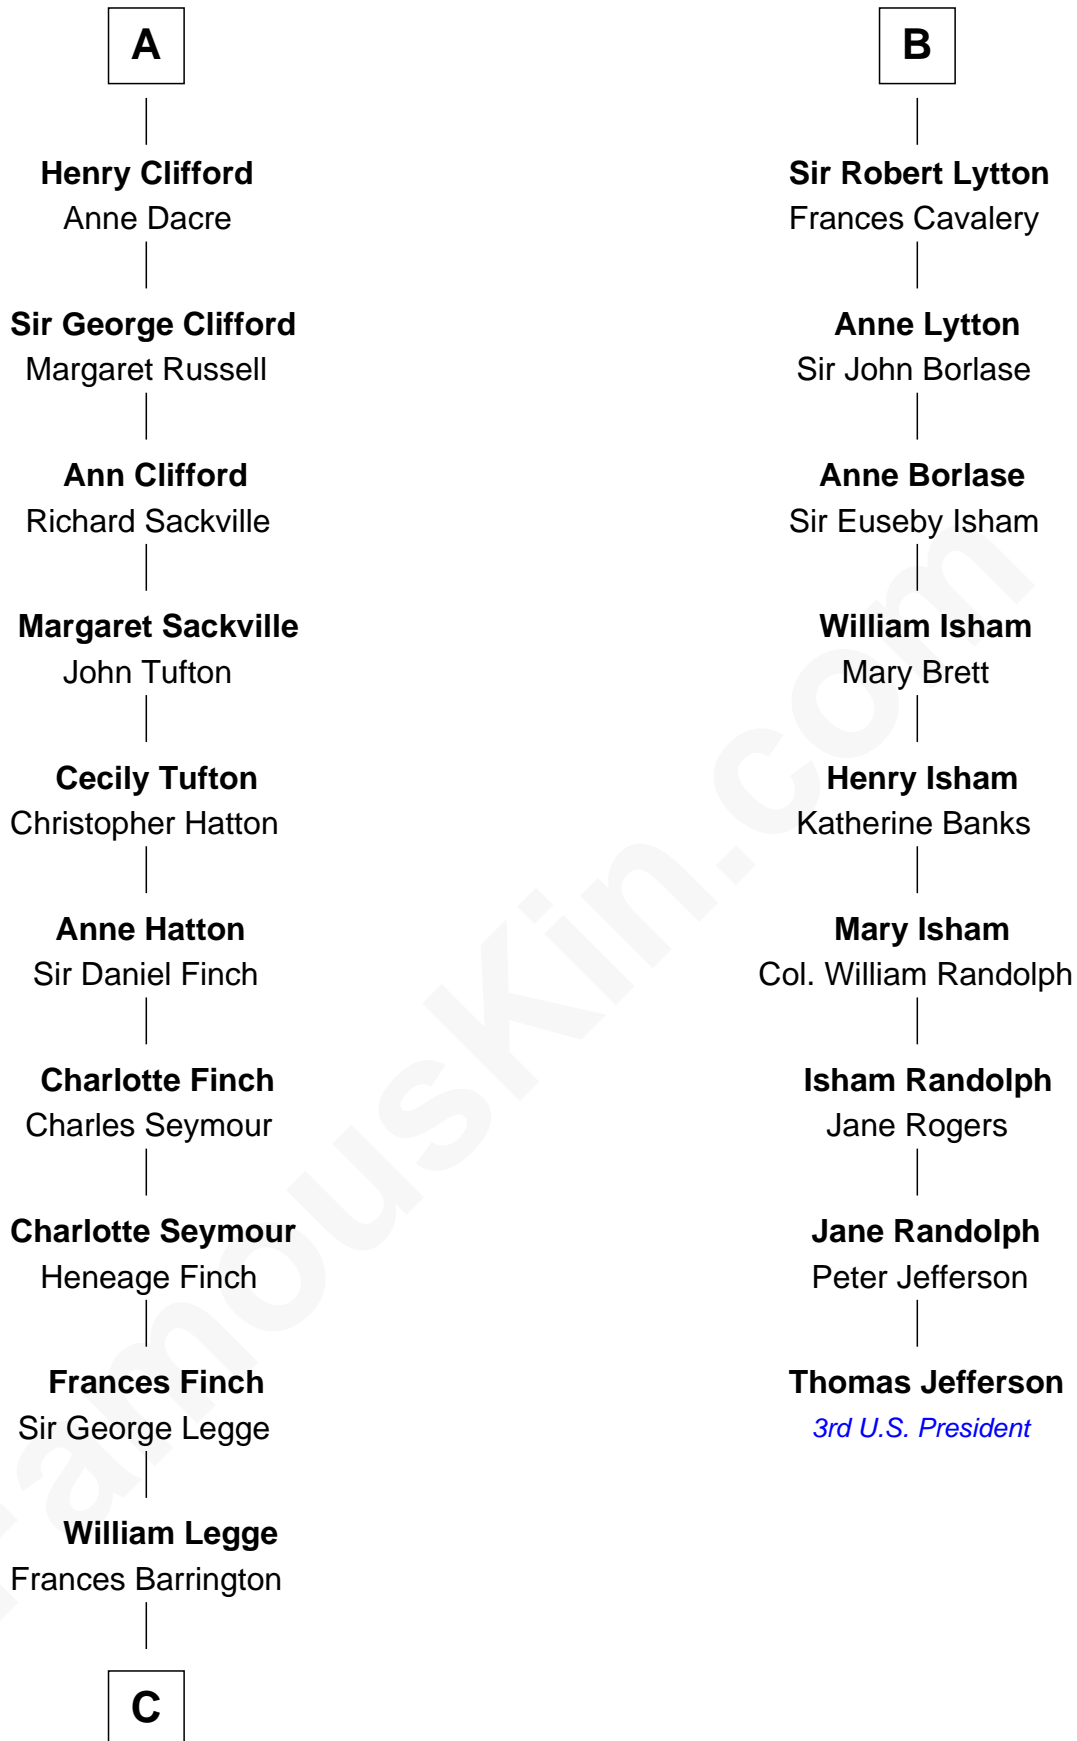 A
Henry Clifford
Anne Dacre
Sir George Clifford
Margaret Russell
Ann Clifford
Richard Sackville
Margaret Sackville
John Tufton
Cecily Tufton
Christopher Hatton
Anne Hatton
Sir Daniel Finch
Charlotte Finch
Charles Seymour
Charlotte Seymour
Heneage Finch
Frances Finch
Sir George Legge
William Legge
Frances Barrington
C
B
Sir Robert Lytton
Frances Cavalery
Anne Lytton
Sir John Borlase
Anne Borlase
Sir Euseby Isham
William Isham
Mary Brett
Henry Isham
Katherine Banks
Mary Isham
Col. William Randolph
Isham Randolph
Jane Rogers
Jane Randolph
Peter Jefferson
Thomas Jefferson
3rd U.S. President
FamousKin.com